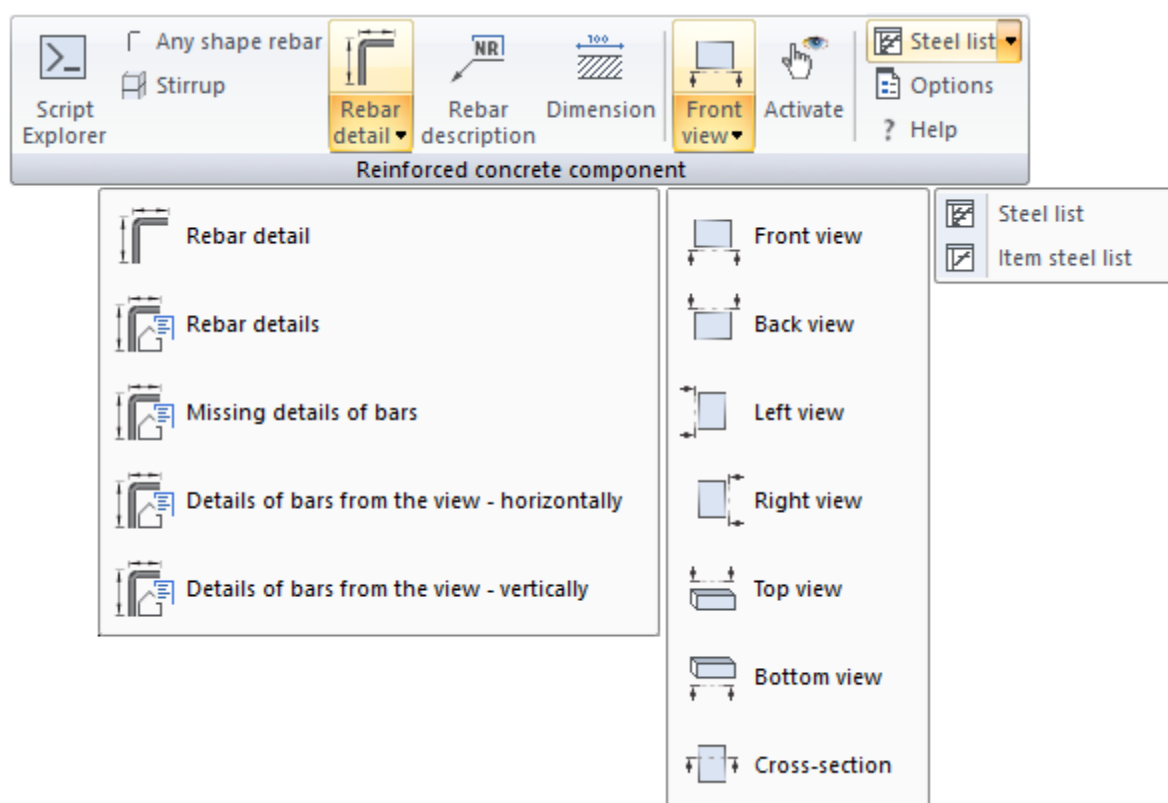 Script
Explorer
Any shape rebar
Stirrup
Rebar
detail
NR
Rebar
description
100
Dimension
Front
view
Activate
Steel list
Options
? Help
Reinforced concrete component
Rebar detail
Rebar details
Missing details of bars
Details of bars from the view - horizontally
Details of bars from the view - vertically
Front view
Back view
Left view
Right view
Top view
Bottom view
Cross-section
Steel list
Item steel list